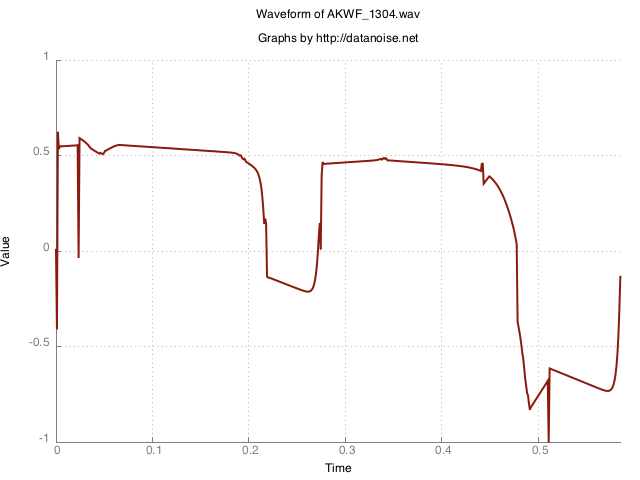 Waveform of AKWF_1304.wav
Graphs by http://datanoise.net
1
0.5
0
-0.5
-1
Value
0 0.1 0.2 0.3 0.4 0.5
Time